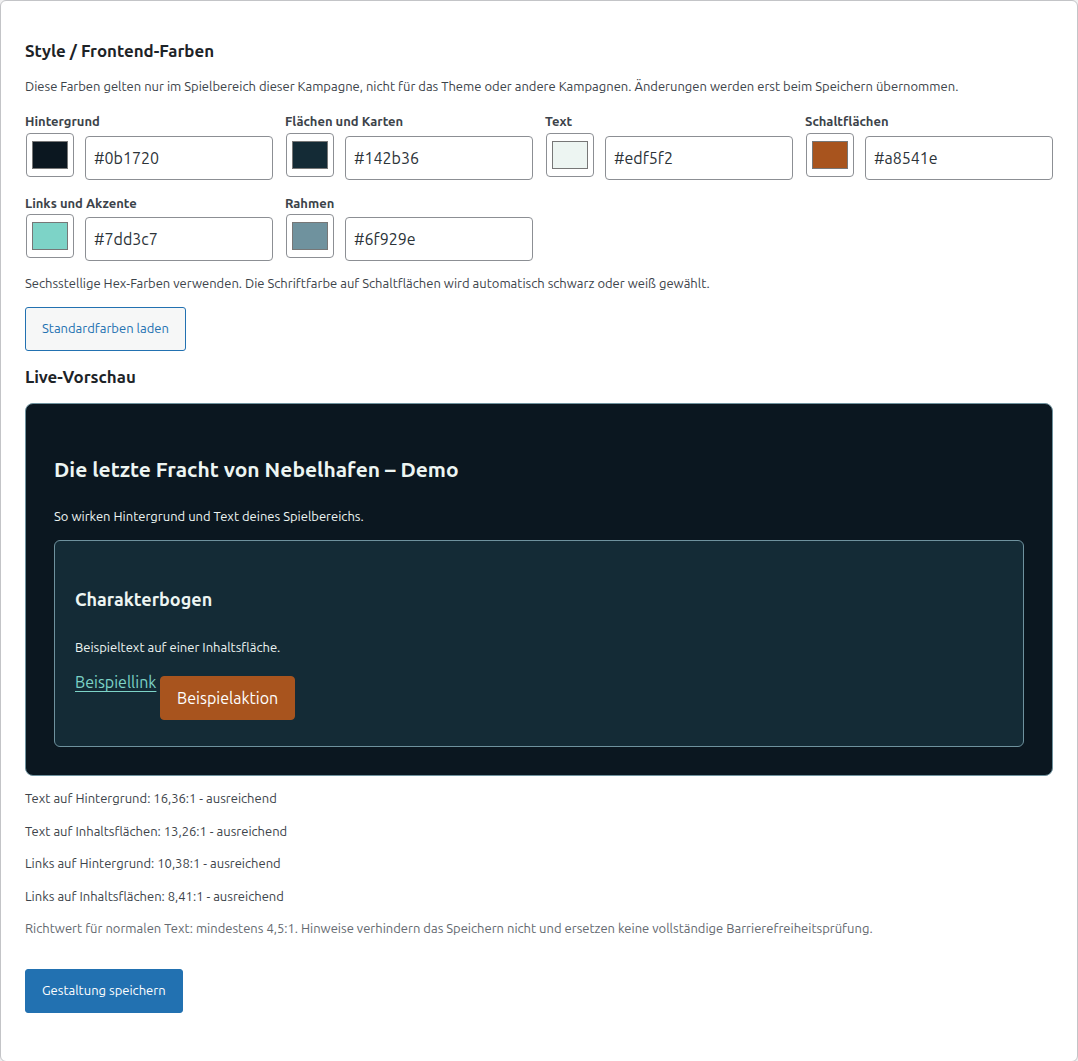 Style / Frontend-Farben
Diese Farben gelten nur im Spielbereich dieser Kampagne, nicht für das Theme oder andere Kampagnen. Änderungen werden erst beim Speichern übernommen.
Hintergrund
#0b1720
Flächen und Karten
#142b36
Text
#edf5f2
Schaltflächen
#a8541e
Links und Akzente
#7dd3c7
Rahmen
#6f929e
Sechsstellige Hex-Farben verwenden. Die Schriftfarbe auf Schaltflächen wird automatisch schwarz oder weiß gewählt.
Standardfarben laden
Live-Vorschau
Die letzte Fracht von Nebelhafen – Demo
So wirken Hintergrund und Text deines Spielbereichs.
Charakterbogen
Beispieltext auf einer Inhaltsfläche.
Beispiellink
Beispielaktion
Text auf Hintergrund: 16,36:1 - ausreichend
Text auf Inhaltsflächen: 13,26:1 - ausreichend
Links auf Hintergrund: 10,38:1 - ausreichend
Links auf Inhaltsflächen: 8,41:1 - ausreichend
Richtwert für normalen Text: mindestens 4,5:1. Hinweise verhindern das Speichern nicht und ersetzen keine vollständige Barrierefreiheitsprüfung.
Gestaltung speichern